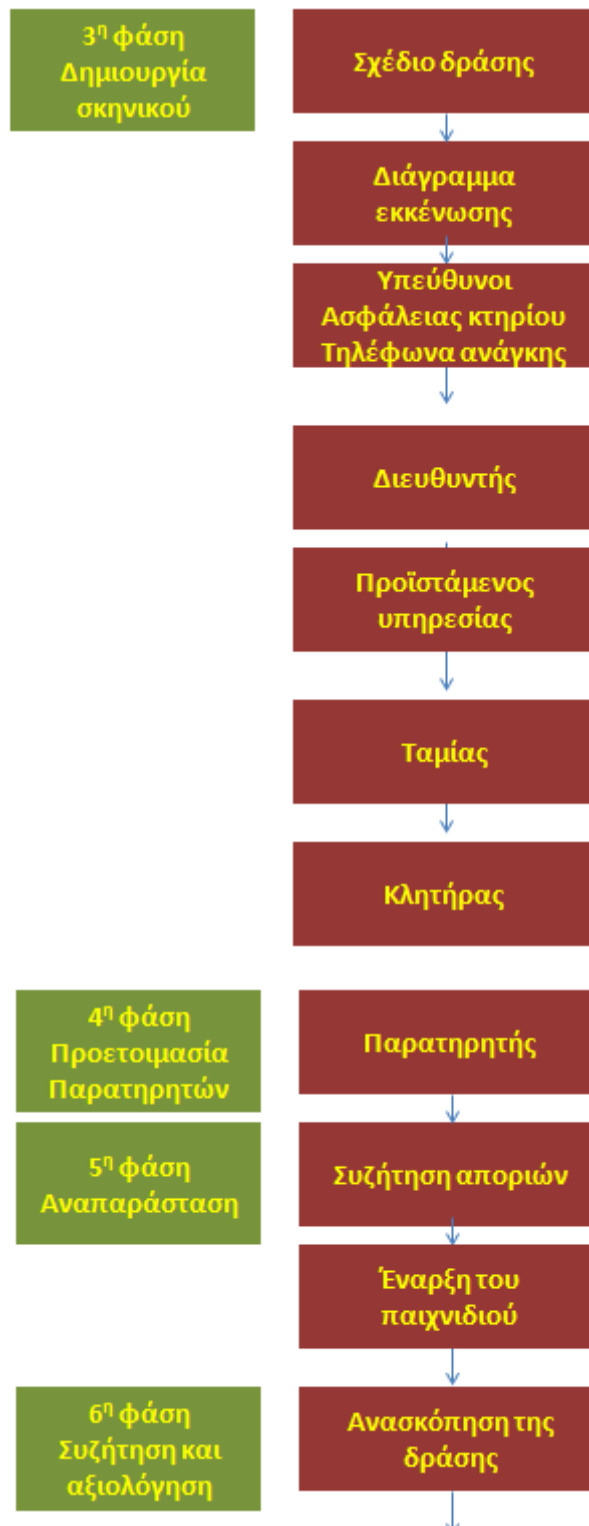 3η φάση
Δημιουργία
σκηνικού
Σχέδιο δράσης
Διάγραμμα
εκκένωσης
Υπεύθυνοι
Ασφάλειας κτηρίου
Τηλέφωνα ανάγκης
Διευθυντής
Προϊστάμενος
υπηρεσίας
Ταμίας
Κλητήρας
4η φάση
Προετοιμασία
Παρατηρητών
Παρατηρητής
5η φάση
Αναπαράσταση
Συζήτηση αποριών
Έναρξη του
παιχνιδιού
6η φάση
Συζήτηση και
αξιολόγηση
Ανασκόπηση της
δράσης